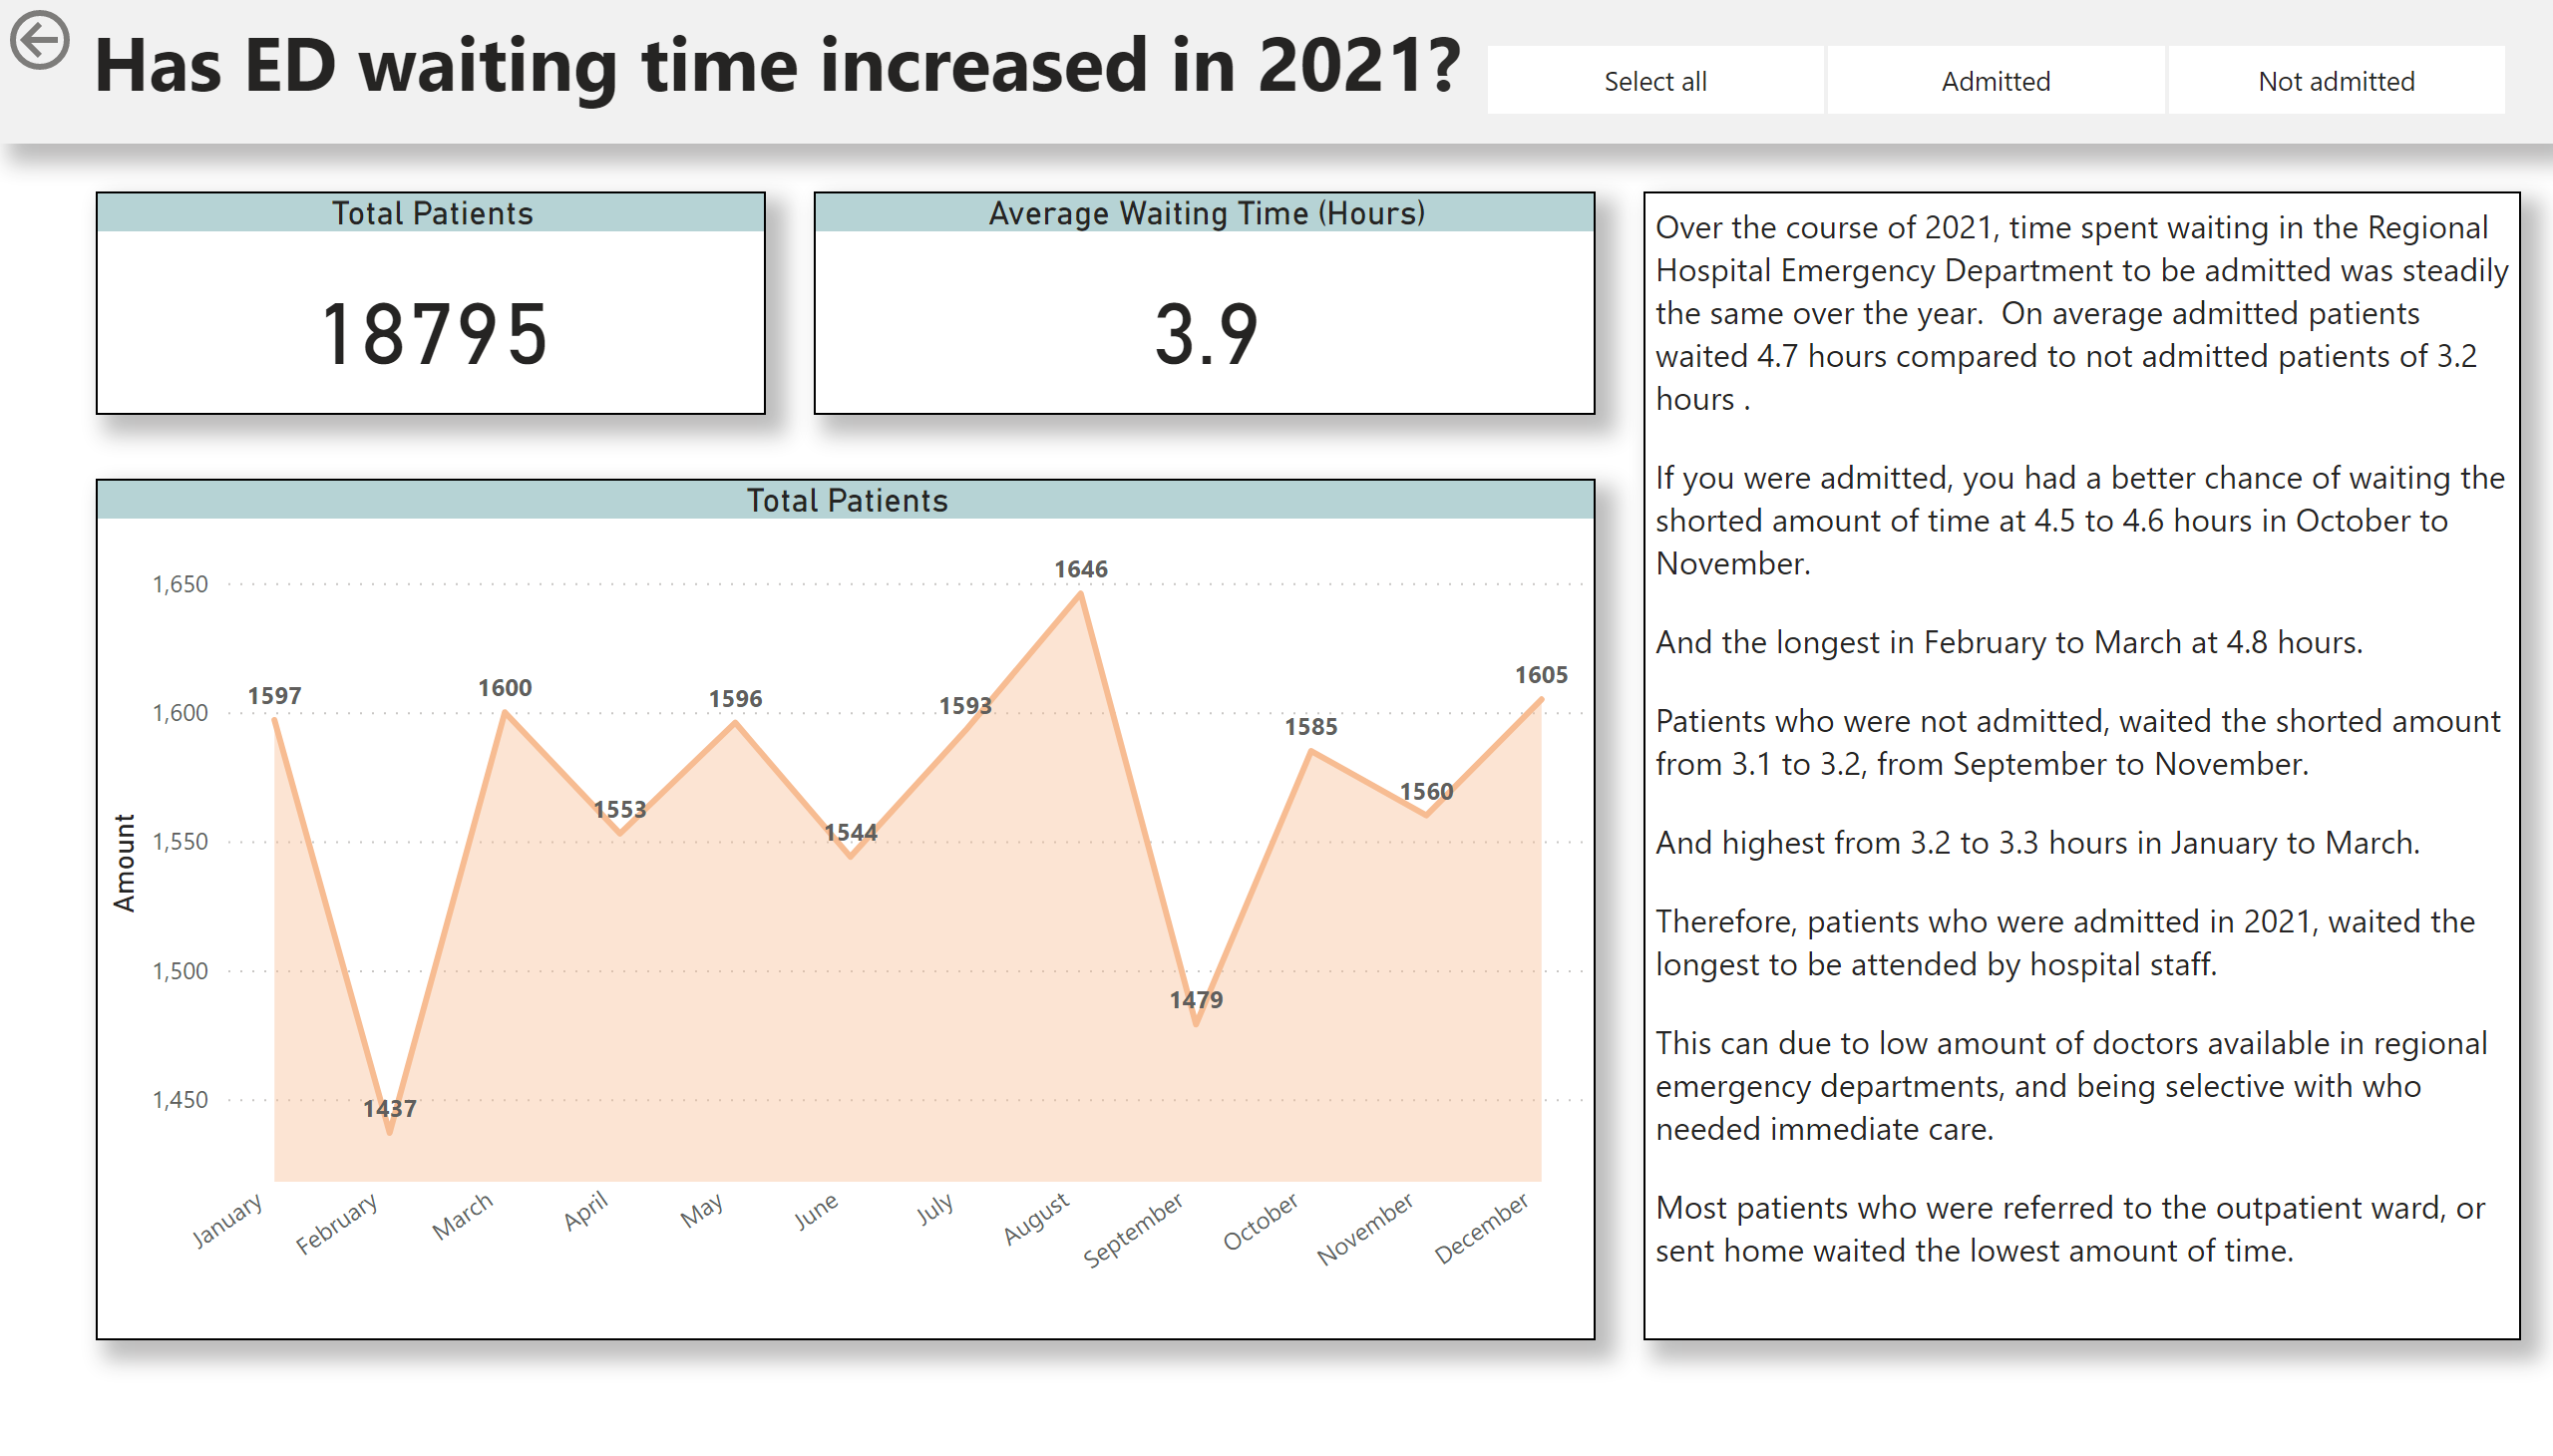 Has ED waiting time increased in 2021?
Select all
Admitted
Not admitted
Total Patients
18795
Average Waiting Time (Hours)
3.9
Total Patients
Amount
1,650
1,600
1,550
1,500
1,450
1597
1437
1600
1553
1596
1544
1593
1646
1479
1585
1560
1605
January
February
March
April
May
June
July
August
September
October
November
December
Over the course of 2021, time spent waiting in the Regional
Hospital Emergency Department to be admitted was steadily
the same over the year.  On average admitted patients
waited 4.7 hours compared to not admitted patients of 3.2
hours .
If you were admitted, you had a better chance of waiting the
shorted amount of time at 4.5 to 4.6 hours in October to
November.
And the longest in February to March at 4.8 hours.
Patients who were not admitted, waited the shorted amount
from 3.1 to 3.2, from September to November.
And highest from 3.2 to 3.3 hours in January to March.
Therefore, patients who were admitted in 2021, waited the
longest to be attended by hospital staff.
This can due to low amount of doctors available in regional
emergency departments, and being selective with who
needed immediate care.
Most patients who were referred to the outpatient ward, or
sent home waited the lowest amount of time.